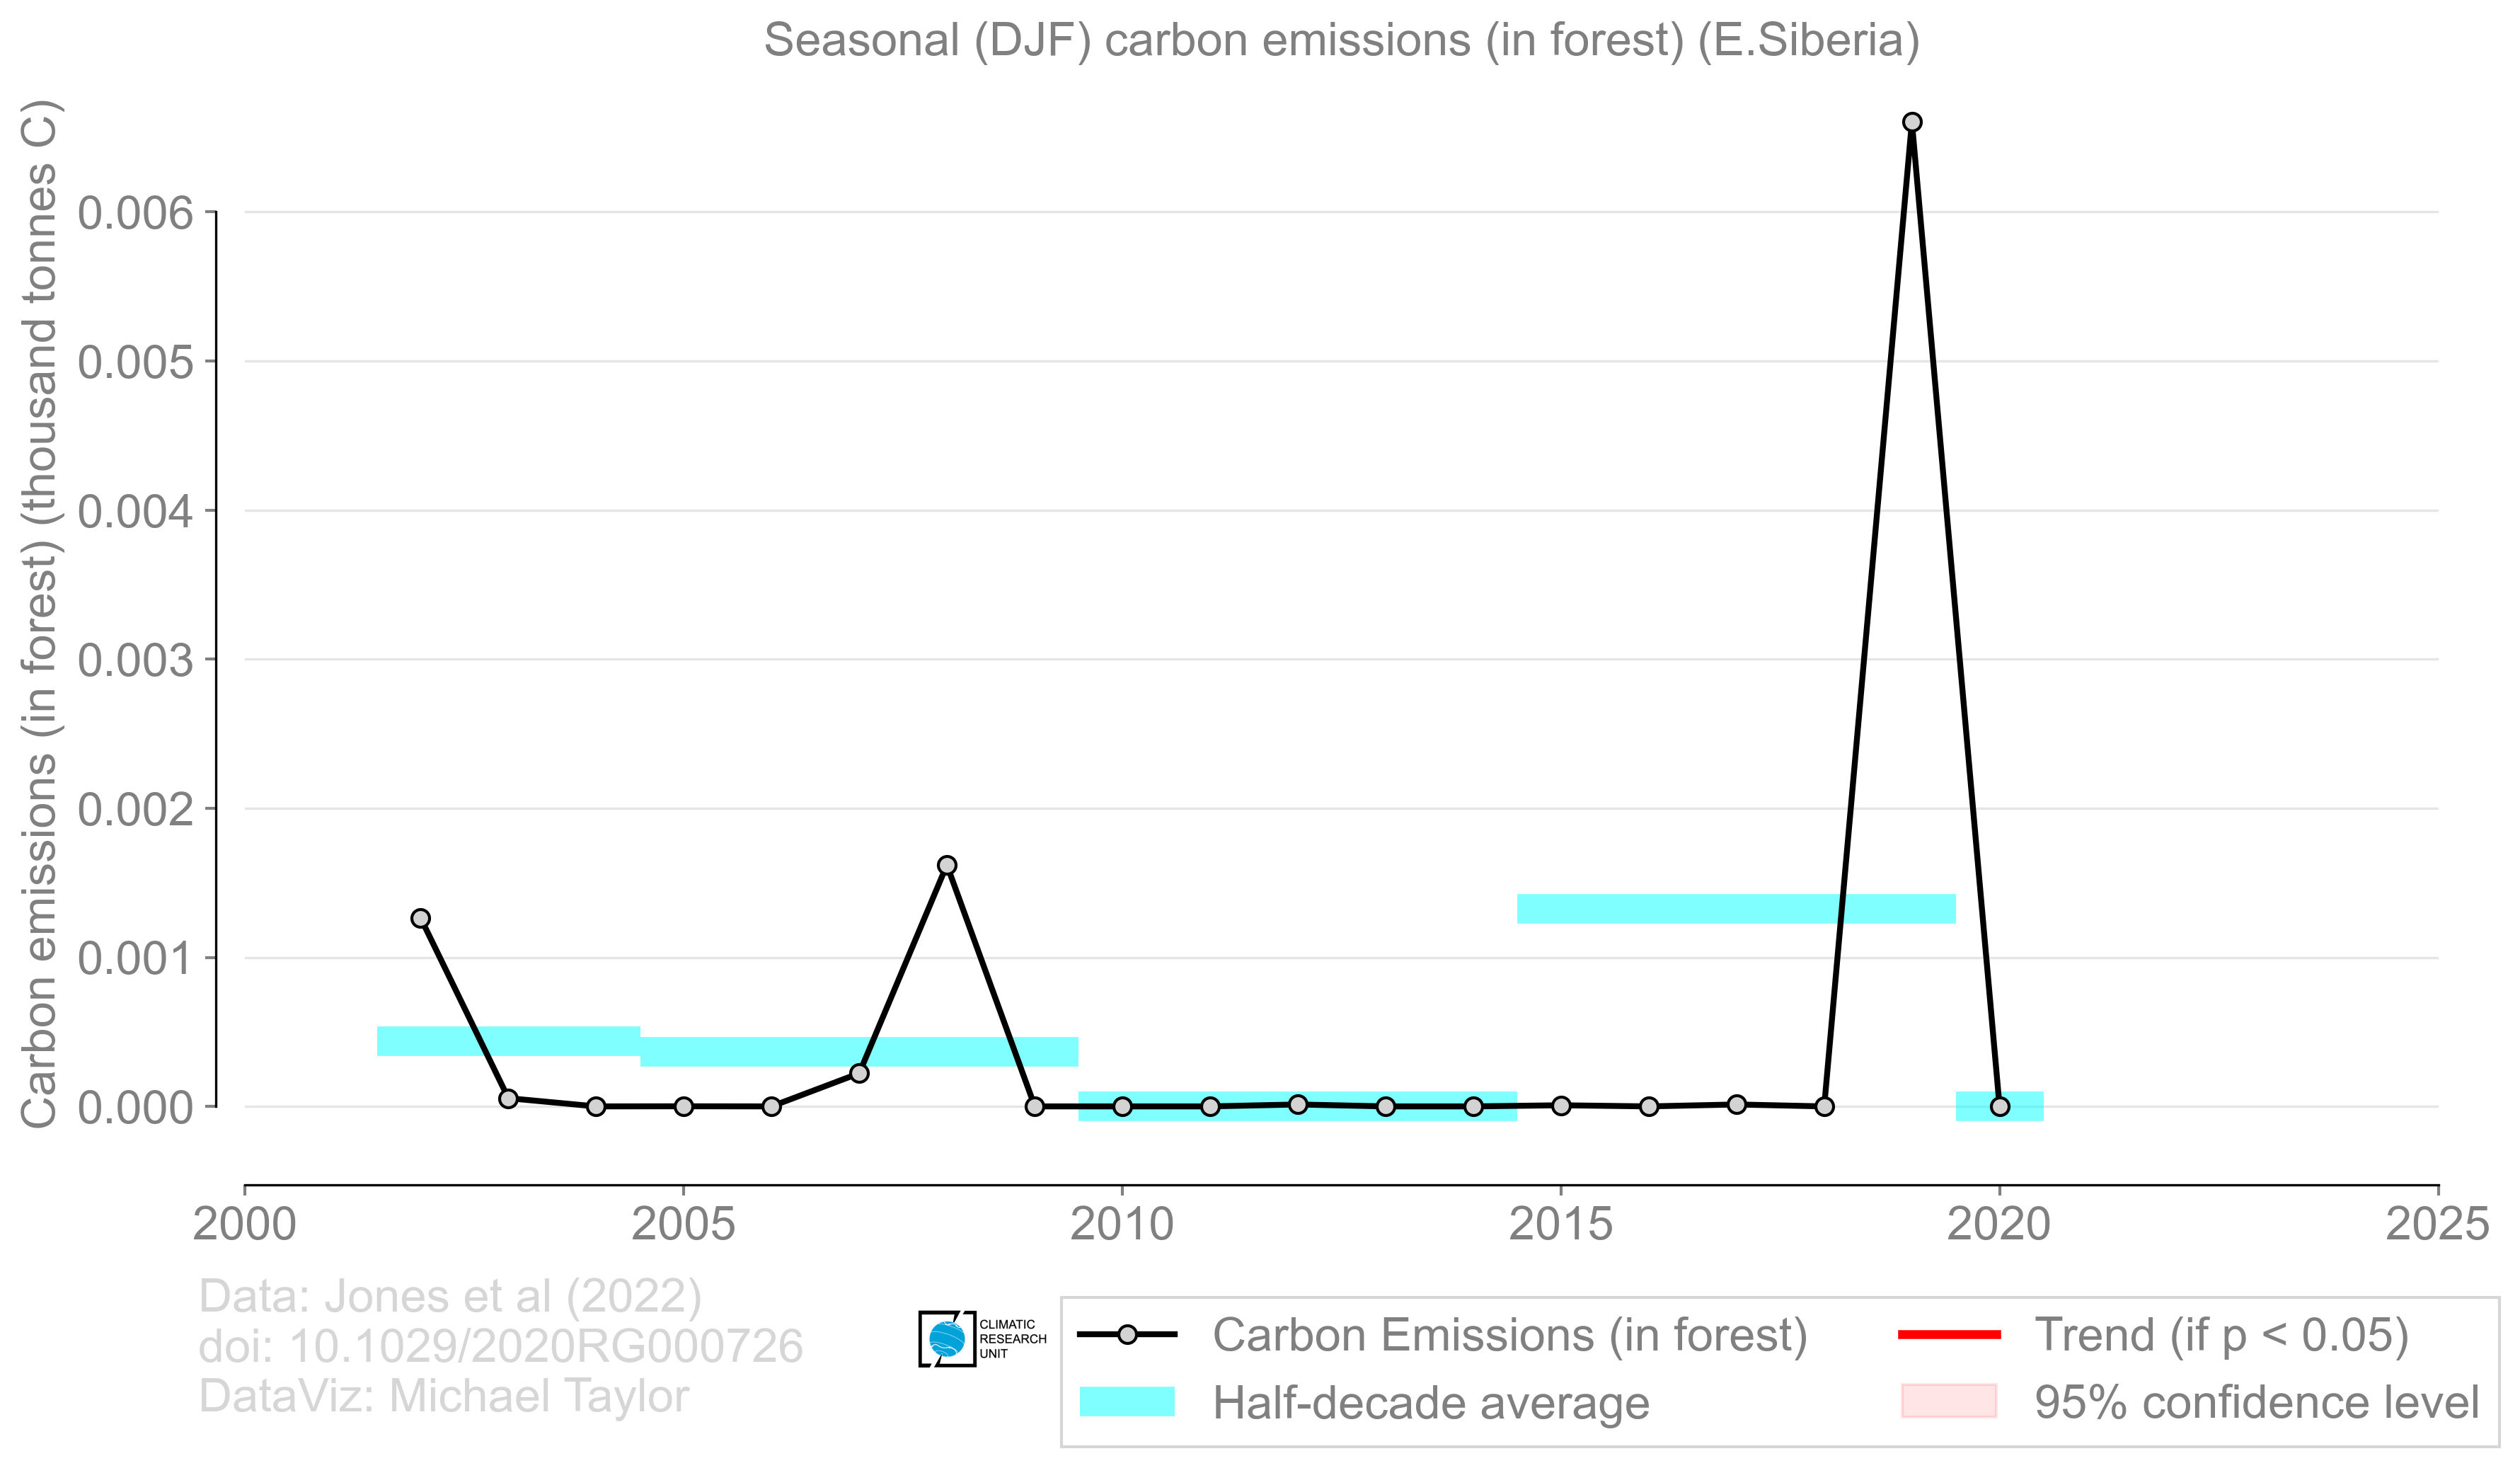 Seasonal (DJF) carbon emissions (in forest) (E.Siberia)
Carbon emissions (in forest) (thousand tonnes C)
0.006
0.005
0.004
0.003
0.002
0.001
0.000
2000
2005
2010
2015
2020
2025
Data: Jones et al (2022)
doi: 10.1029/2020RG000726
DataViz: Michael Taylor
CLIMATIC
RESEARCH
UNIT
Carbon Emissions (in forest)
Half-decade average
Trend (if p < 0.05)
95% confidence level